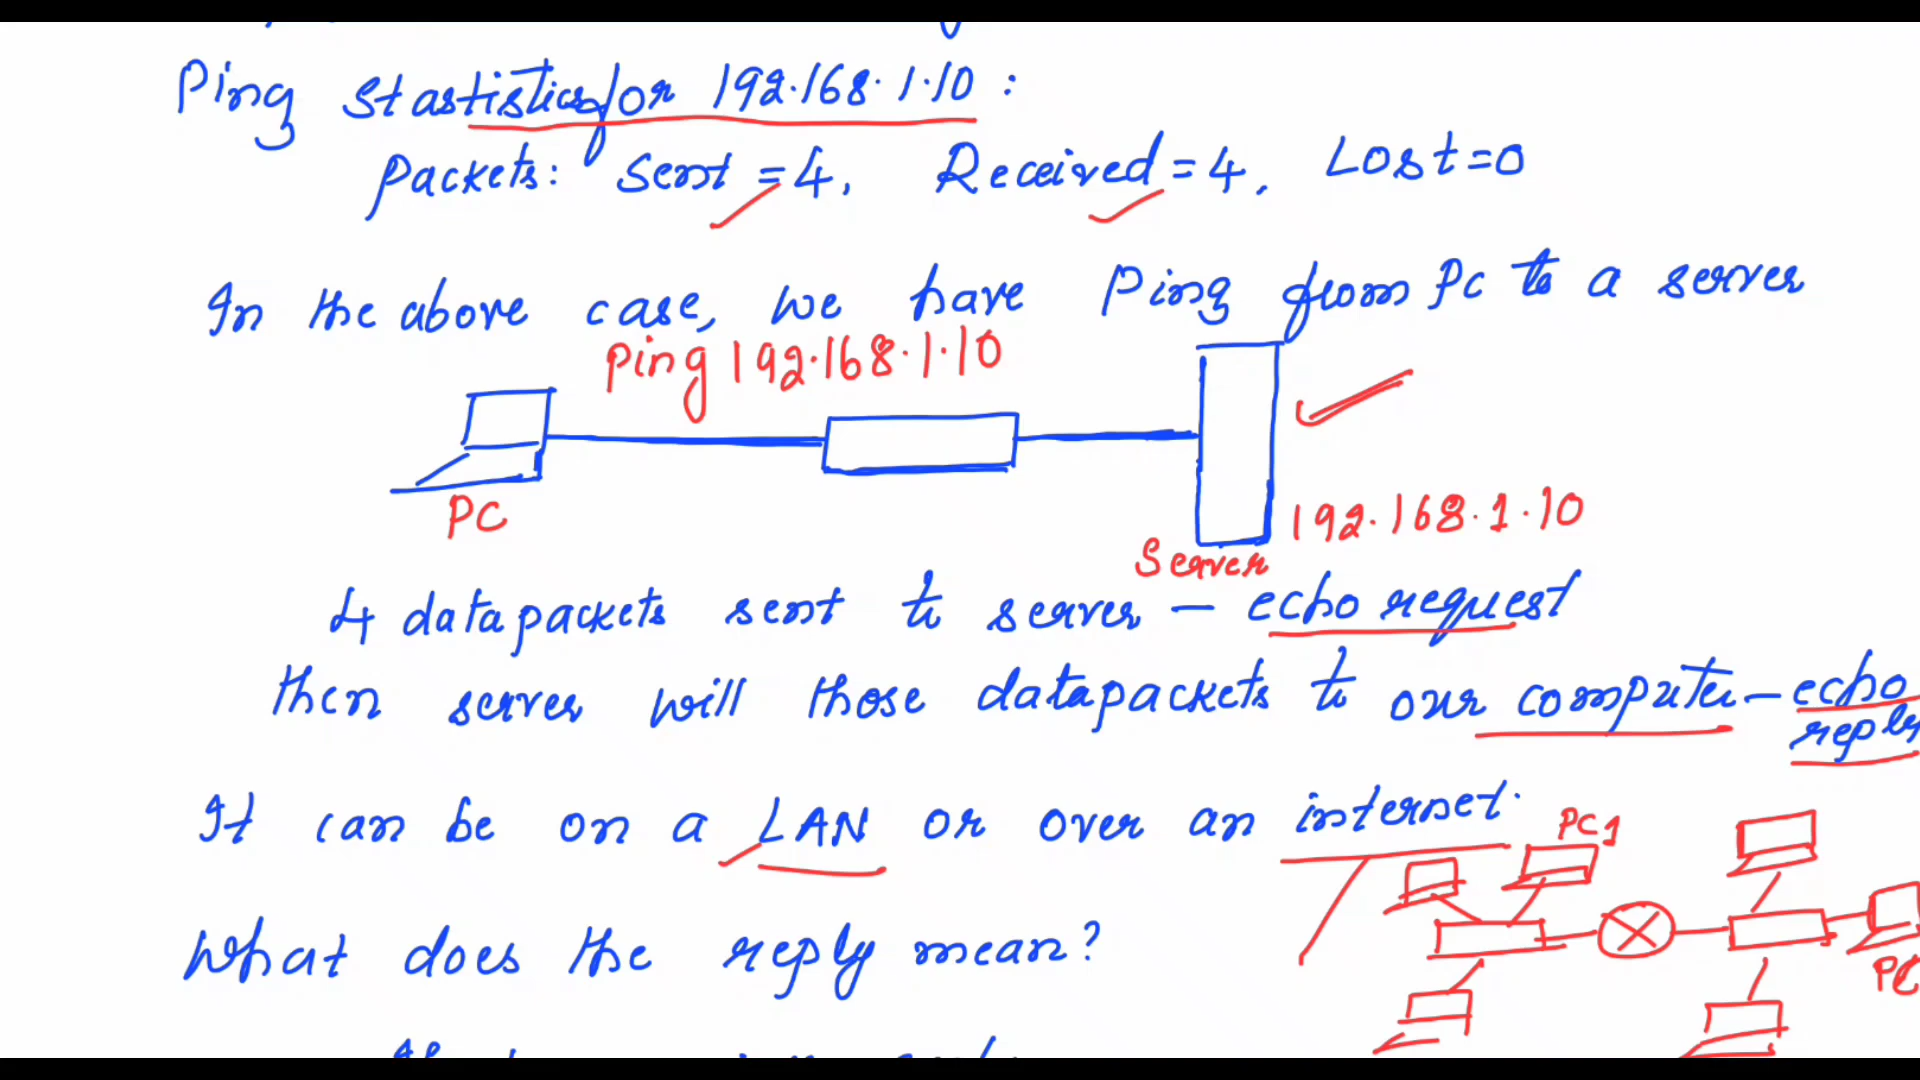 Ping Stastistics for 192.168.1.10 :
Packets: Sent =4, Received =4, Lost=0
In the above case, we have Ping from PC to a server
Ping 192.168.1.10
PC
192.168.1.10
Server
4 datapackets sent to server - echo request
then server will those datapackets to our computer - echo reply
It can be on a LAN or over an internet.
PC1
What does the reply mean?
PC